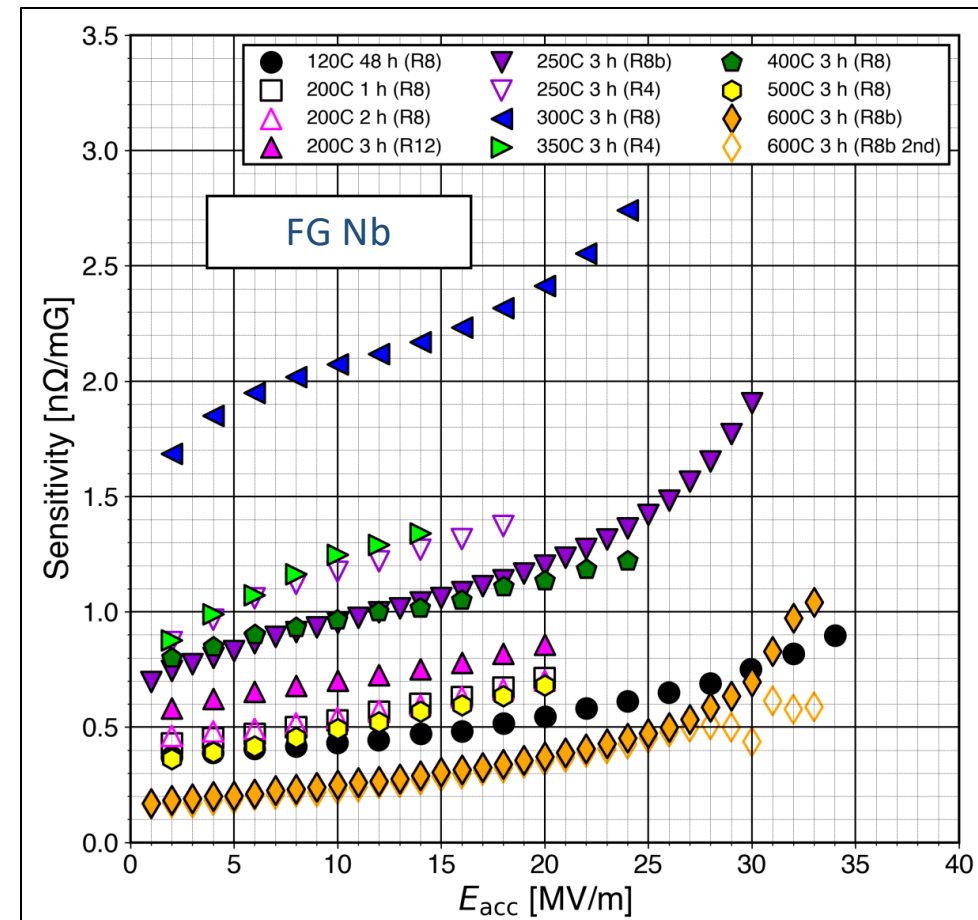 3.5
3.0
2.5
2.0
1.5
1.0
0.5
0.0
Sensitivity [nΩ/mG]
120C 48 h (R8)
200C 1 h (R8)
200C 2 h (R8)
200C 3 h (R12)
250C 3 h (R8b)
250C 3 h (R4)
300C 3 h (R8)
350C 3 h (R4)
400C 3 h (R8)
500C 3 h (R8)
600C 3 h (R8b)
600C 3 h (R8b 2nd)
FG Nb
0 5 10 15 20 25 30 35 40
Eacc [MV/m]